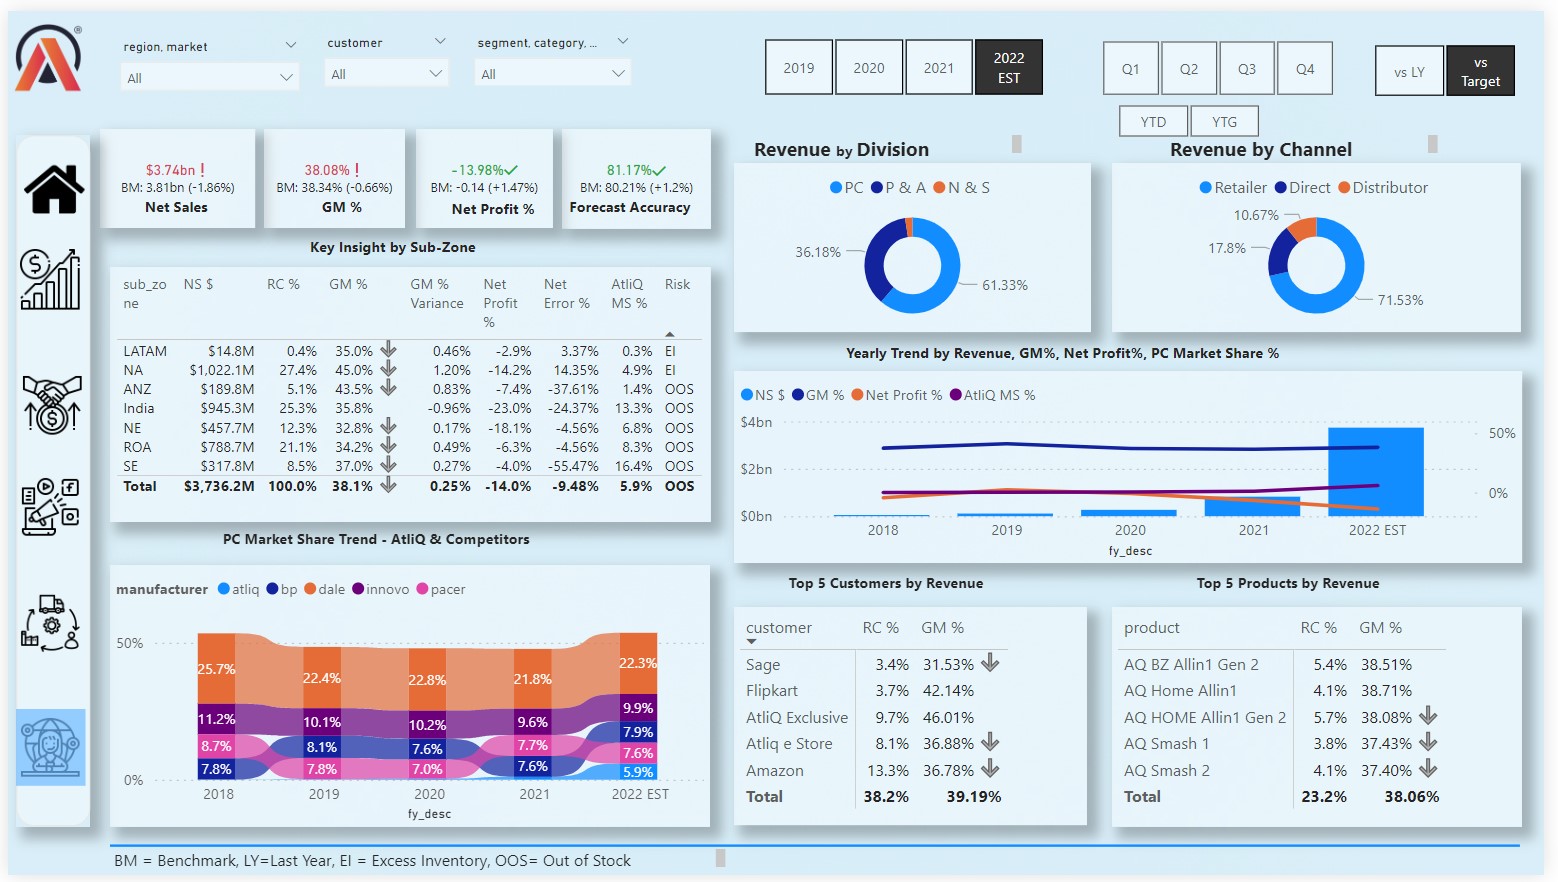 ®
region, market
All
customer
All
segment, category, ...
All
2019
2020
2021
2022
EST
Q1
Q2
Q3
Q4
YTD
YTG
vs LY
vs
Target
$3.74bn !
BM: 3.81bn (-1.86%)
Net Sales
38.08% !
BM: 38.34% (-0.66%)
GM %
-13.98%✓
BM: -0.14 (+1.47%)
Net Profit %
81.17%✓
BM: 80.21% (+1.2%)
Forecast Accuracy
Key Insight by Sub-Zone
sub_zo
ne
NS $
RC %
GM %
GM %
Variance
Net
Profit
%
Net
Error %
AtliQ
MS %
Risk
LATAM $14.8M 0.4% 35.0% 0.46% -2.9% 3.37% 0.3% EI
NA $1,022.1M 27.4% 45.0% 1.20% -14.2% 14.35% 4.9% EI
ANZ $189.8M 5.1% 43.5% 0.83% -7.4% -37.61% 1.4% OOS
India $945.3M 25.3% 35.8% -0.96% -23.0% -24.37% 13.3% OOS
NE $457.7M 12.3% 32.8% 0.17% -18.1% -4.56% 6.8% OOS
ROA $788.7M 21.1% 34.2% 0.49% -6.3% -4.56% 8.3% OOS
SE $317.8M 8.5% 37.0% 0.27% -4.0% -55.47% 16.4% OOS
Total $3,736.2M 100.0% 38.1% 0.25% -14.0% -9.48% 5.9% OOS
PC Market Share Trend - AtliQ & Competitors
manufacturer atliq bp dale innovo pacer
50%
0%
25.7%
11.2%
8.7%
7.8%
22.4%
10.1%
8.1%
7.8%
22.8%
10.2%
7.6%
7.0%
21.8%
9.6%
7.7%
7.6%
22.3%
9.9%
7.9%
7.6%
5.9%
2018 2019 2020 2021 2022 EST
fy_desc
Revenue by Division
PC P & A N & S
36.18%
61.33%
Revenue by Channel
Retailer Direct Distributor
10.67%
17.8%
71.53%
Yearly Trend by Revenue, GM%, Net Profit%, PC Market Share %
NS $ GM % Net Profit % AtliQ MS %
$4bn
$2bn
$0bn
50%
0%
2018 2019 2020 2021 2022 EST
fy_desc
Top 5 Customers by Revenue
customer RC % GM %
Sage 3.4% 31.53%
Flipkart 3.7% 42.14%
AtliQ Exclusive 9.7% 46.01%
Atliq e Store 8.1% 36.88%
Amazon 13.3% 36.78%
Total 38.2% 39.19%
Top 5 Products by Revenue
product RC % GM %
AQ BZ Allin1 Gen 2 5.4% 38.51%
AQ Home Allin1 4.1% 38.71%
AQ HOME Allin1 Gen 2 5.7% 38.08%
AQ Smash 1 3.8% 37.43%
AQ Smash 2 4.1% 37.40%
Total 23.2% 38.06%
BM = Benchmark, LY=Last Year, EI = Excess Inventory, OOS= Out of Stock